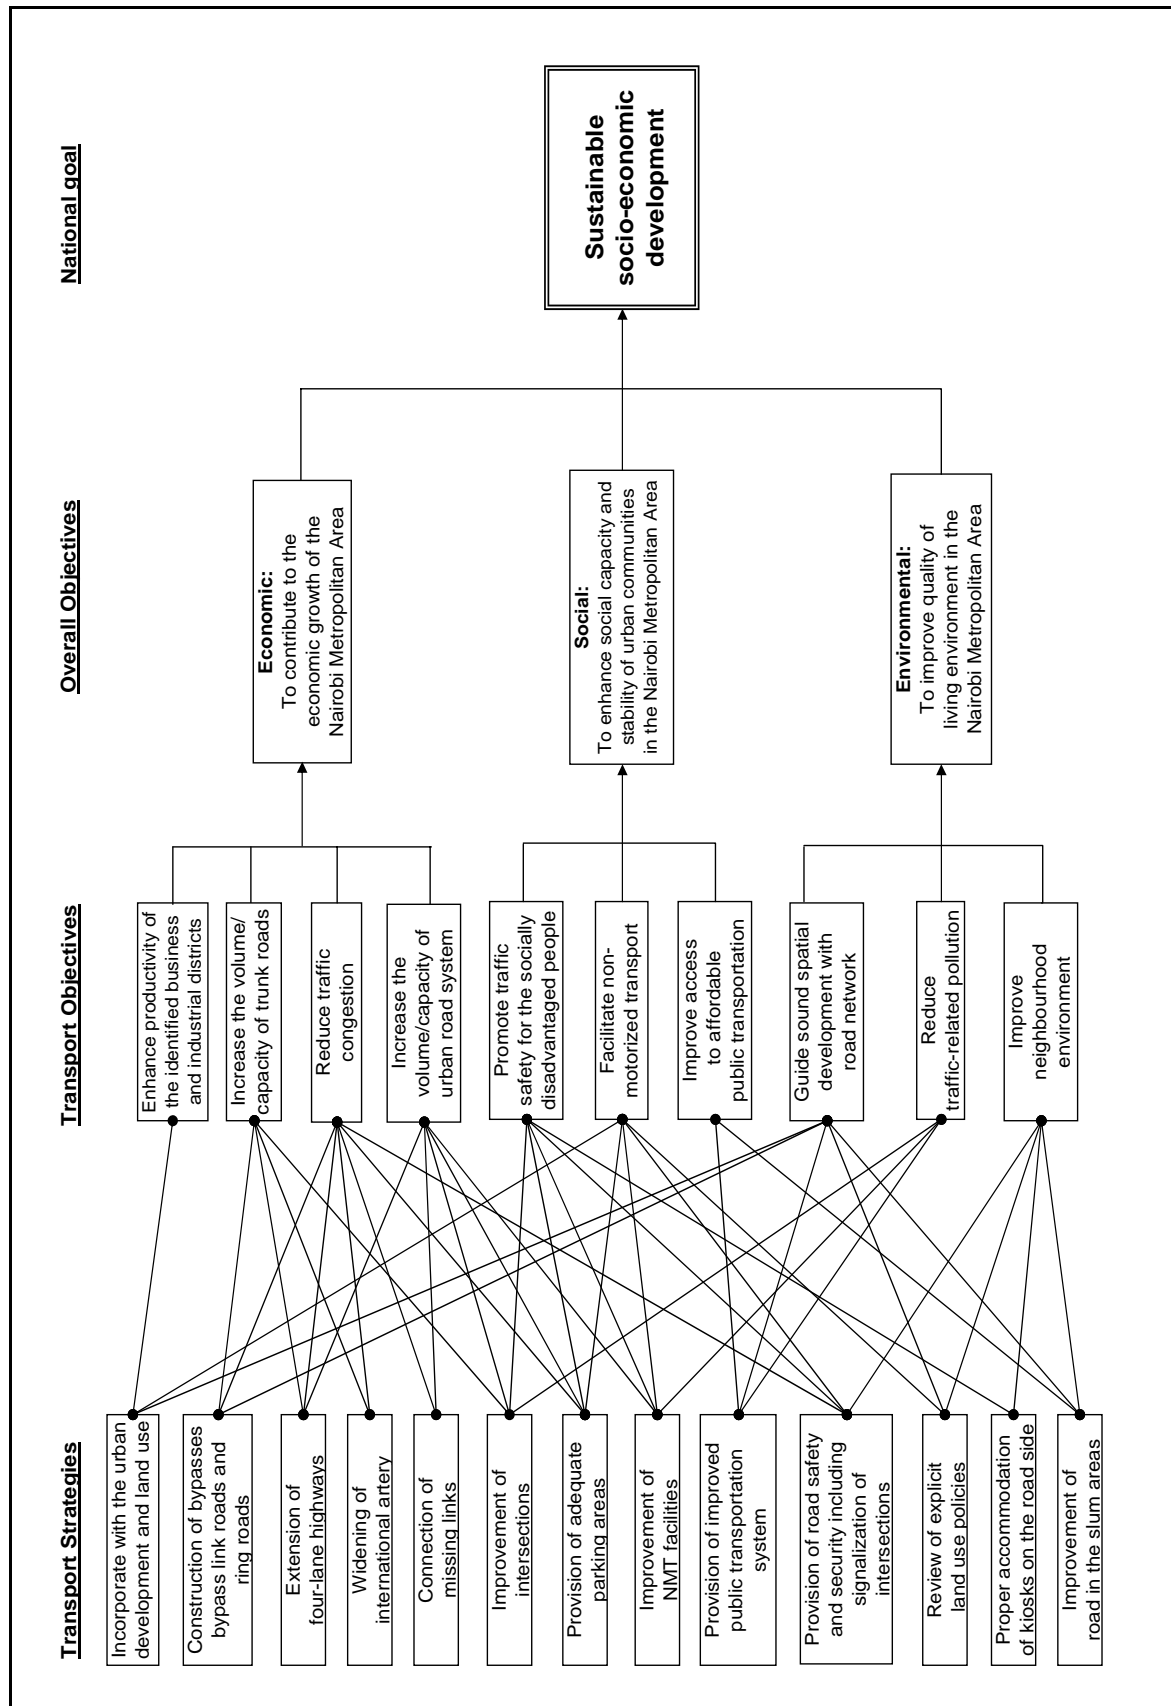 Transport Strategies
Incorporate with the urban
development and land use
Construction of bypasses
bypass link roads and
ring roads
Extension of
four-lane highways
Widening of
international artery
Connection of
missing links
Improvement of
intersections
Provision of adequate
parking areas
Improvement of
NMT facilities
Provision of improved
public transportation
system
Provision of road safety
and security including
signalization of
intersections
Review of explicit
land use policies
Proper accommodation
of kiosks on the road side
Improvement of
road in the slum areas
Transport Objectives
Enhance productivity of
the identified business
and industrial districts
Increase the volume/
capacity of trunk roads
Reduce traffic
congestion
Increase the
volume/capacity of
urban road system
Promote traffic
safety for the socially
disadvantaged people
Facilitate non-
motorized transport
Improve access
to affordable
public transportation
Guide sound spatial
development with
road network
Reduce
traffic-related pollution
Improve
neighbourhood
environment
Overall Objectives
Economic:
To contribute to the
economic growth of the
Nairobi Metropolitan Area
Social:
To enhance social capacity and
stability of urban communities
in the Nairobi Metropolitan Area
Environmental:
To improve quality of
living environment in the
Nairobi Metropolitan Area
National goal
Sustainable
socio-economic
development